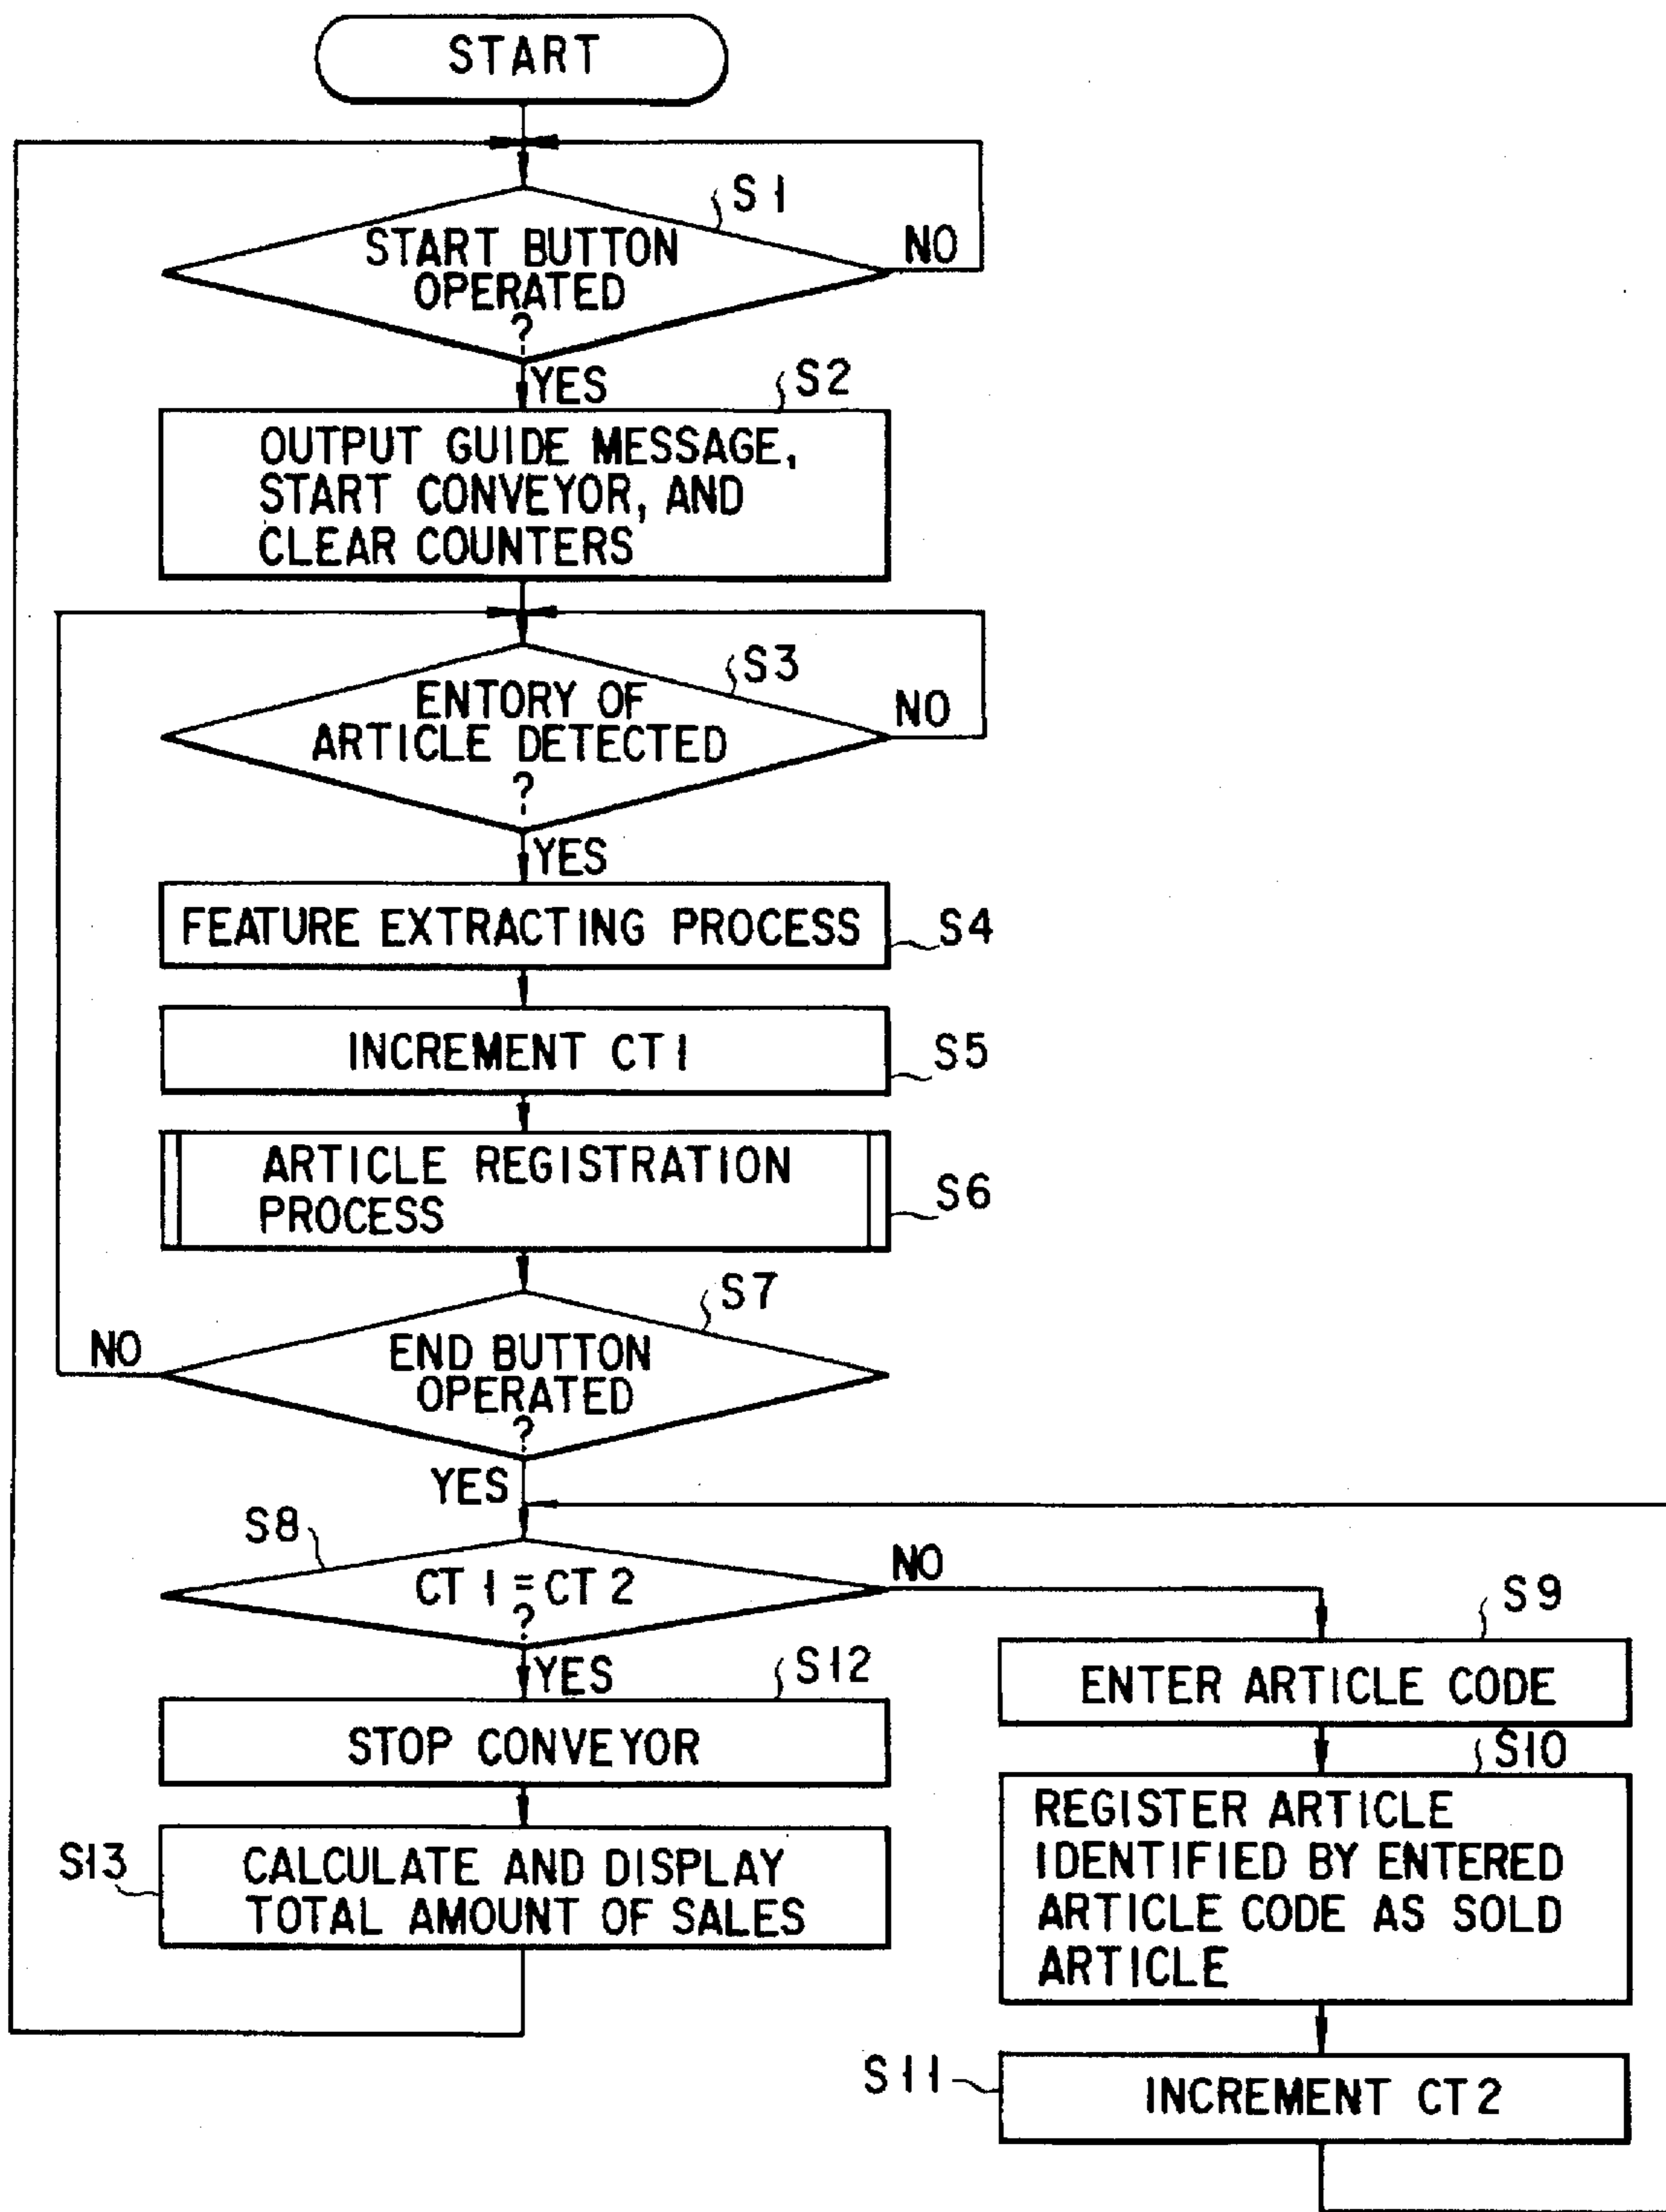 START
S1
START BUTTON
OPERATED
?
NO
YES
S2
OUTPUT GUIDE MESSAGE,
START CONVEYOR, AND
CLEAR COUNTERS
S3
ENTORY OF
ARTICLE DETECTED
?
NO
YES
FEATURE EXTRACTING PROCESS
S4
INCREMENT CT1
S5
ARTICLE REGISTRATION
PROCESS
S6
S7
END BUTTON
OPERATED
?
NO
YES
S8
CT1=CT2
?
NO
YES
S9
ENTER ARTICLE CODE
S10
REGISTER ARTICLE
IDENTIFIED BY ENTERED
ARTICLE CODE AS SOLD
ARTICLE
S11
INCREMENT CT2
S12
STOP CONVEYOR
S13
CALCULATE AND DISPLAY
TOTAL AMOUNT OF SALES